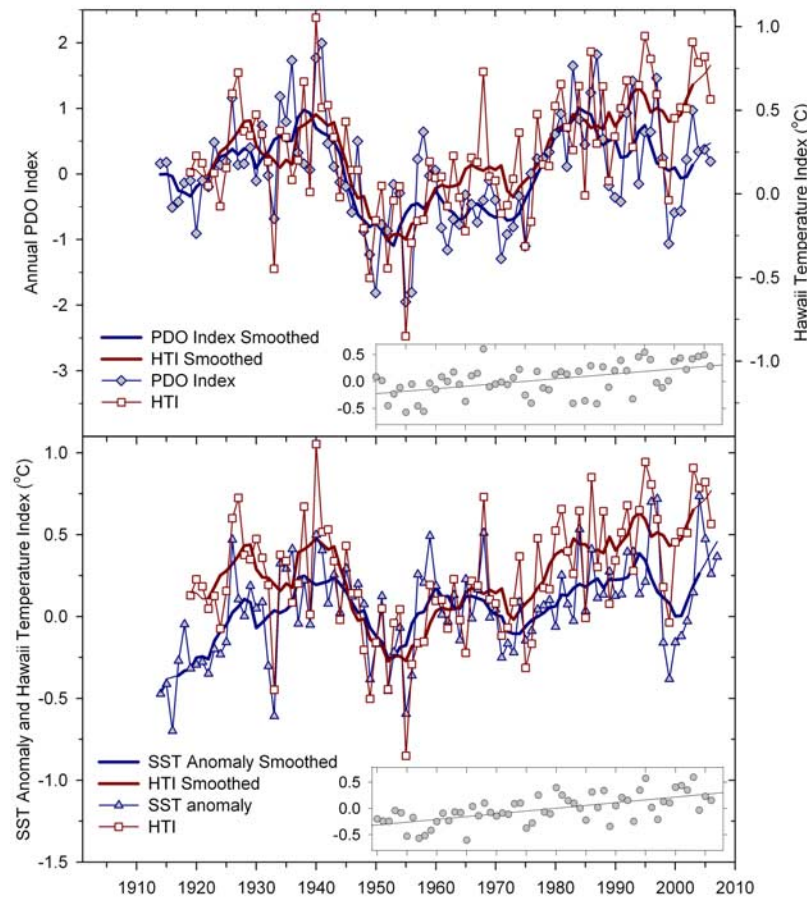 Annual PDO Index
2
1
0
-1
-2
-3
PDO Index Smoothed
HTI Smoothed
PDO Index
HTI
0.5
0.0
-0.5
1.0
0.5
0.0
-0.5
-1.0
Hawaii Temperature Index (°C)
SST Anomaly and Hawaii Temperature Index (°C)
1.0
0.5
0.0
-0.5
-1.0
-1.5
SST Anomaly Smoothed
HTI Smoothed
SST anomaly
HTI
0.5
0.0
-0.5
1910 1920 1930 1940 1950 1960 1970 1980 1990 2000 2010